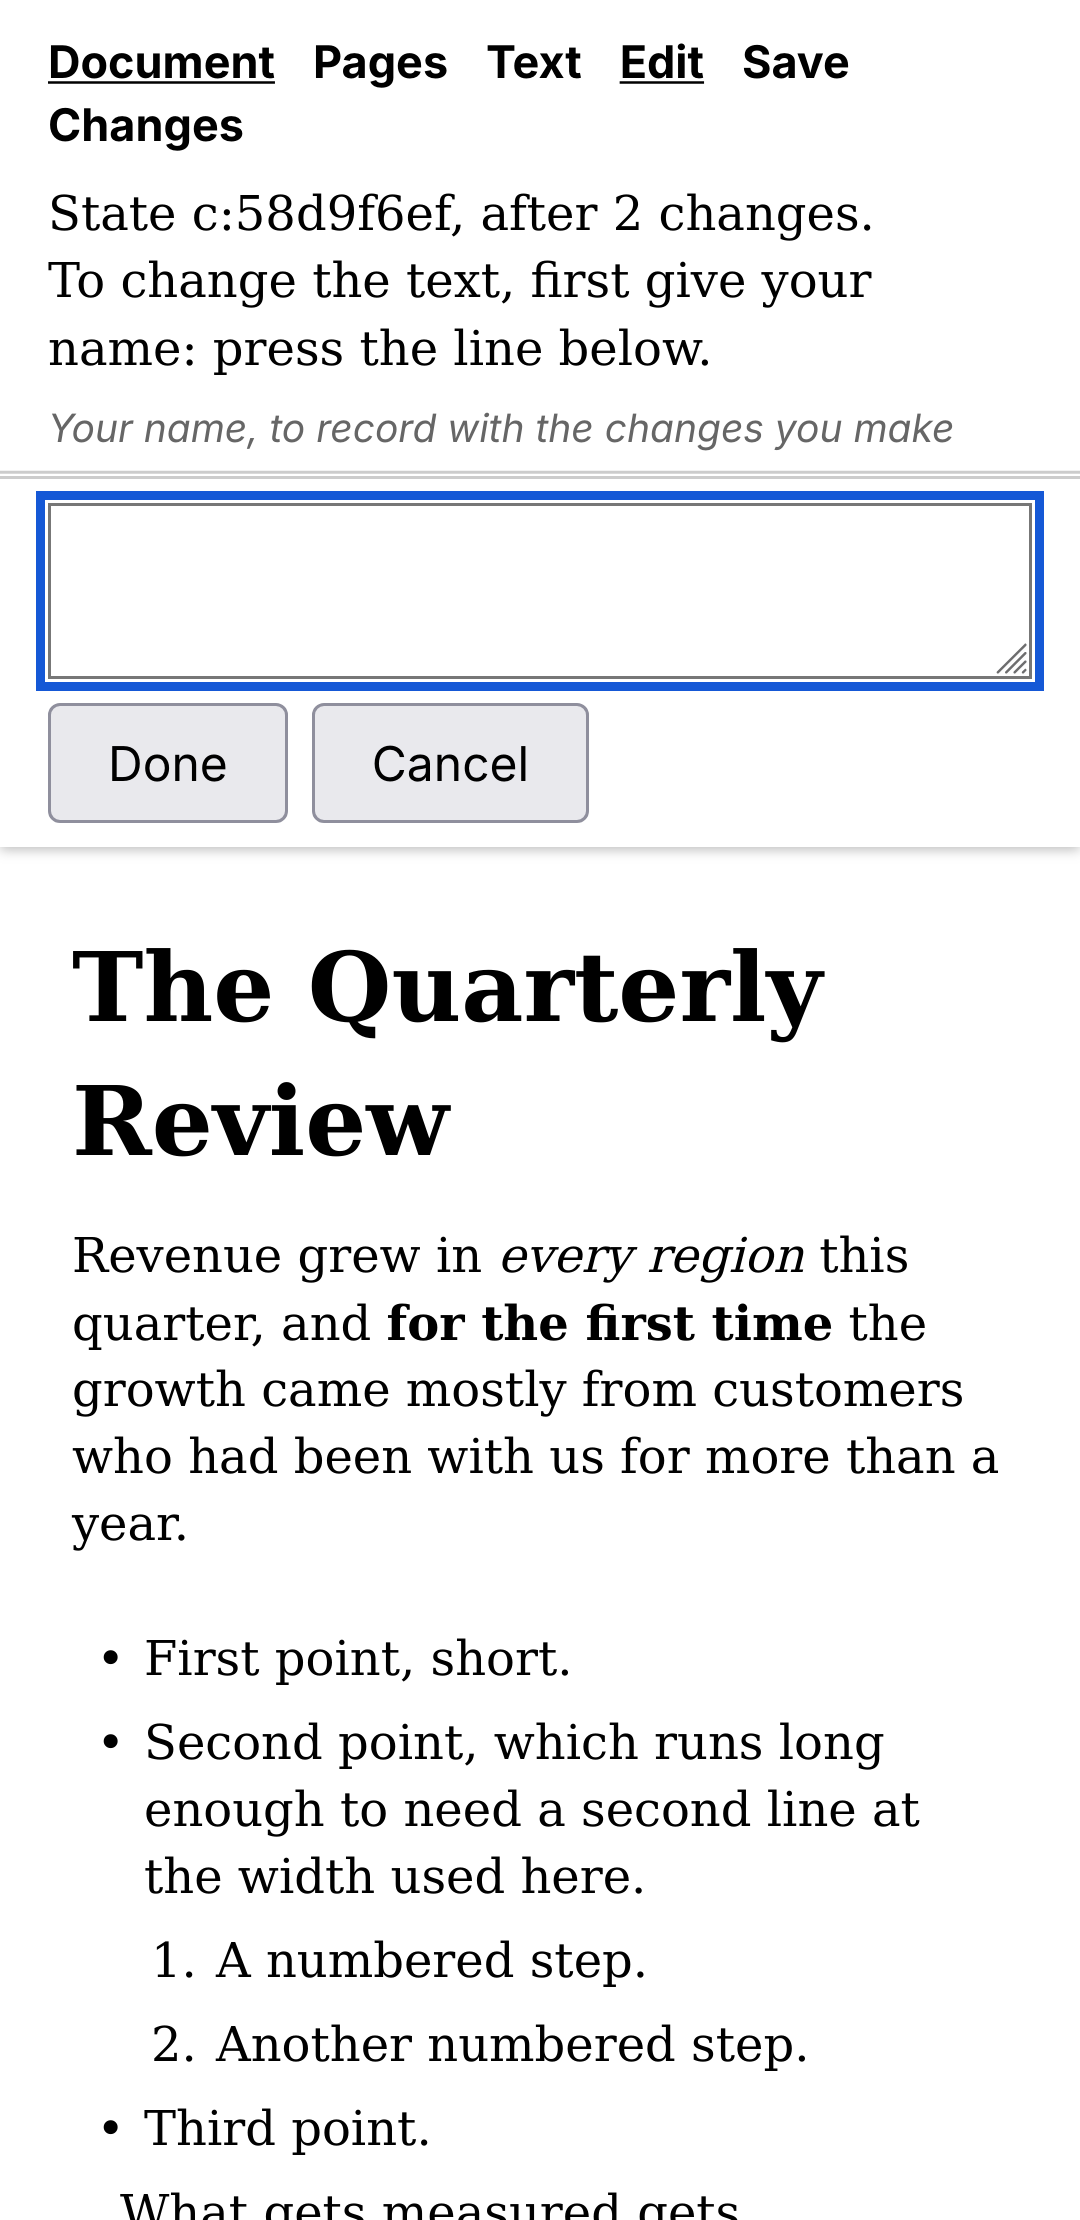 Document Pages Text Edit Save
Changes
State c:58d9f6ef, after 2 changes.
To change the text, first give your
name: press the line below.
Your name, to record with the changes you make
Done Cancel
The Quarterly
Review
Revenue grew in every region this
quarter, and for the first time the
growth came mostly from customers
who had been with us for more than a
year.
• First point, short.
• Second point, which runs long
enough to need a second line at
the width used here.
1. A numbered step.
2. Another numbered step.
• Third point.
What gets measured gets